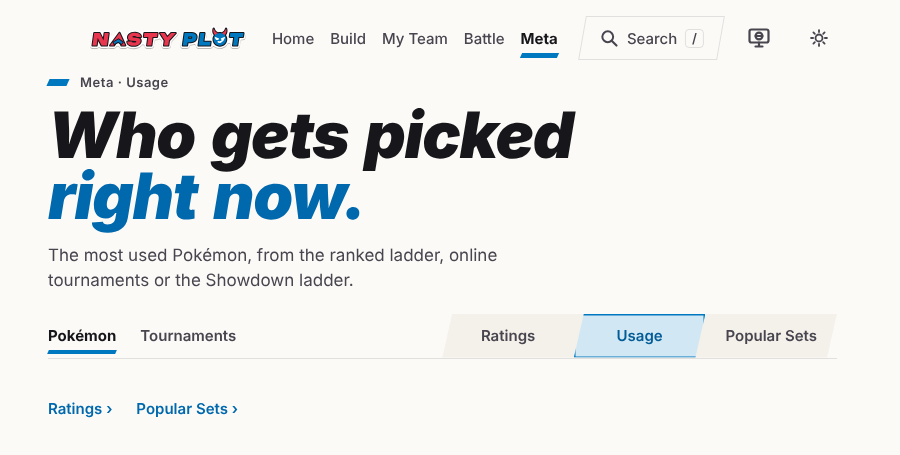 NASTY PLOT
Home Build My Team Battle Meta Search /
Meta · Usage
Who gets picked
right now.
The most used Pokémon, from the ranked ladder, online
tournaments or the Showdown ladder.
Pokémon Tournaments Ratings Usage Popular Sets
Ratings › Popular Sets ›